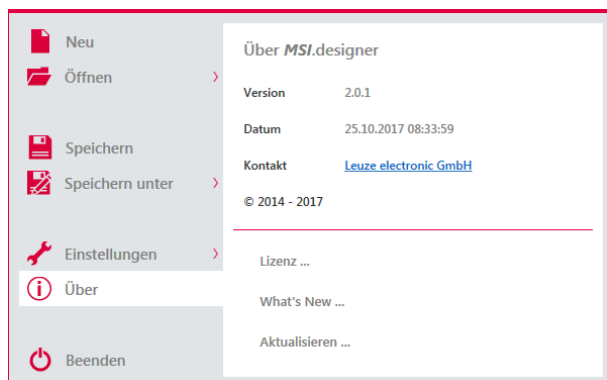 Neu
Öffnen
Speichern
Speichern unter
Einstellungen
Über
Beenden
Über MSI.designer
Version 2.0.1
Datum 25.10.2017 08:33:59
Kontakt Leuze electronic GmbH
© 2014 - 2017
Lizenz ...
What's New ...
Aktualisieren ...